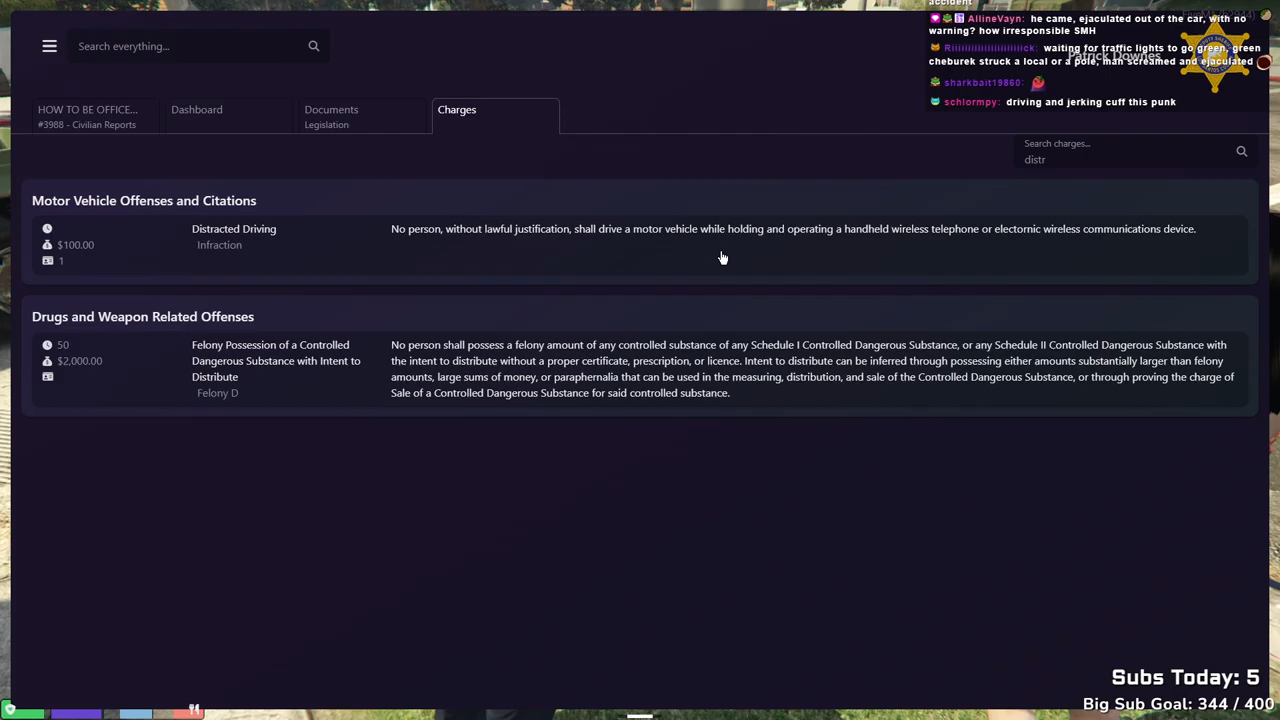 accident
AllineVayn: he came, ejaculated out of the car, with no
warning? how irresponsible SMH
Riiiiiiiiiiiiiiiiiick: waiting for traffic lights to go green, green
cheburek struck a local or a pole, man screamed and ejaculated
sharkbait19860:
schlormpy: driving and jerking cuff this punk
Search everything...
Patrick Downes
HOW TO BE OFFICE...
#3988 - Civilian Reports
Dashboard
Documents
Legislation
Charges
Search charges...
distr
Motor Vehicle Offenses and Citations
$100.00
1
Distracted Driving
Infraction
No person, without lawful justification, shall drive a motor vehicle while holding and operating a handheld wireless telephone or electornic wireless communications device.
Drugs and Weapon Related Offenses
50
$2,000.00
Felony Possession of a Controlled
Dangerous Substance with Intent to
Distribute
Felony D
No person shall possess a felony amount of any controlled substance of any Schedule I Controlled Dangerous Substance, or any Schedule II Controlled Dangerous Substance with
the intent to distribute without a proper certificate, prescription, or licence. Intent to distribute can be inferred through possessing either amounts substantially larger than felony
amounts, large sums of money, or paraphernalia that can be used in the measuring, distribution, and sale of the Controlled Dangerous Substance, or through proving the charge of
Sale of a Controlled Dangerous Substance for said controlled substance.
Subs Today: 5
Big Sub Goal: 344 / 400